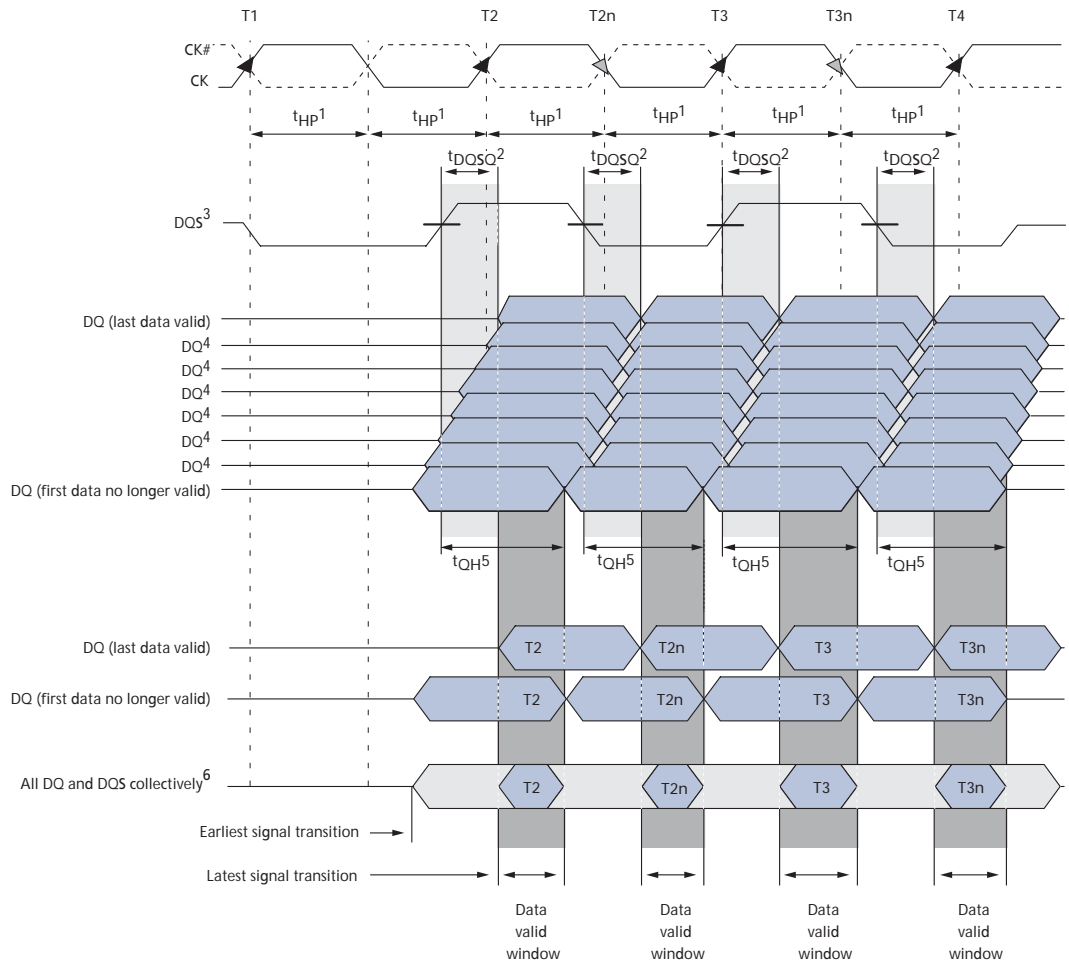 T1 T2 T2n T3 T3n T4
CK#
CK
tHP¹ tHP¹ tHP¹ tHP¹ tHP¹ tHP¹
tDQSQ² tDQSQ² tDQSQ² tDQSQ²
DQS³
DQ (last data valid)
DQ⁴
DQ⁴
DQ⁴
DQ⁴
DQ⁴
DQ⁴
DQ (first data no longer valid)
tQH⁵ tQH⁵ tQH⁵ tQH⁵
DQ (last data valid) T2 T2n T3 T3n
DQ (first data no longer valid) T2 T2n T3 T3n
All DQ and DQS collectively⁶ T2 T2n T3 T3n
Earliest signal transition
Latest signal transition
Data Data Data Data
valid valid valid valid
window window window window